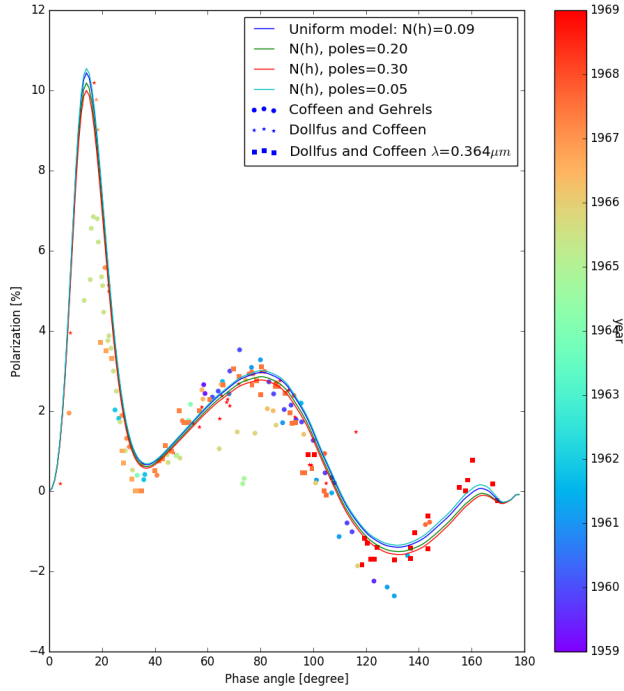 Uniform model: N(h)=0.09
N(h), poles=0.20
N(h), poles=0.30
N(h), poles=0.05
Coffeen and Gehrels
Dollfus and Coffeen
Dollfus and Coffeen λ=0.364μm
12
10
8
6
4
2
0
−2
−4
Polarization [%]
0 20 40 60 80 100 120 140 160 180
Phase angle [degree]
1969
1968
1967
1966
1965
1964
1963
1962
1961
1960
1959
year